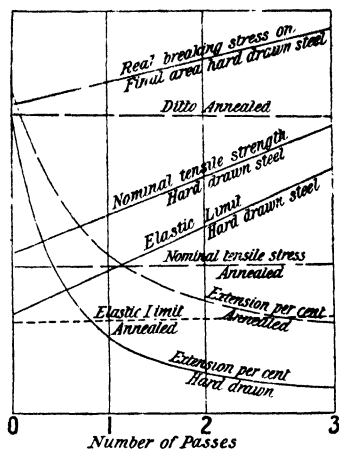 Real breaking stress on
Final area hard drawn steel
Ditto Annealed
Nominal tensile strength
Hard drawn steel
Elastic Limit
Hard drawn steel
Nominal tensile stress
Annealed
Elastic Limit
Annealed
Extension per cent
Annealed
Extension per cent
Hard drawn
0 1 2 3
Number of Passes